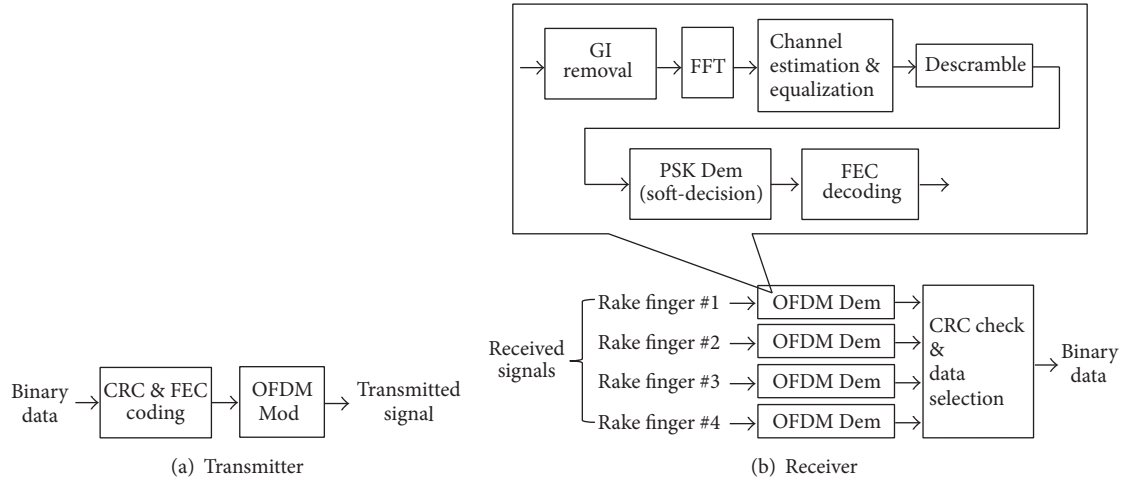 Binary
data
CRC & FEC
coding
OFDM
Mod
Transmitted
signal
(a) Transmitter
GI
removal
FFT
Channel
estimation &
equalization
Descramble
PSK Dem
(soft-decision)
FEC
decoding
Received
signals
Rake finger #1
OFDM Dem
Rake finger #2
OFDM Dem
Rake finger #3
OFDM Dem
Rake finger #4
OFDM Dem
CRC check
&
data
selection
Binary
data
(b) Receiver